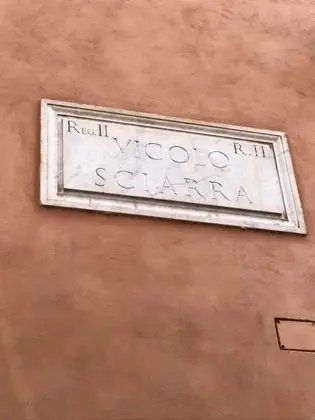 REG. II R. II.
VICOLO
SCIARRA